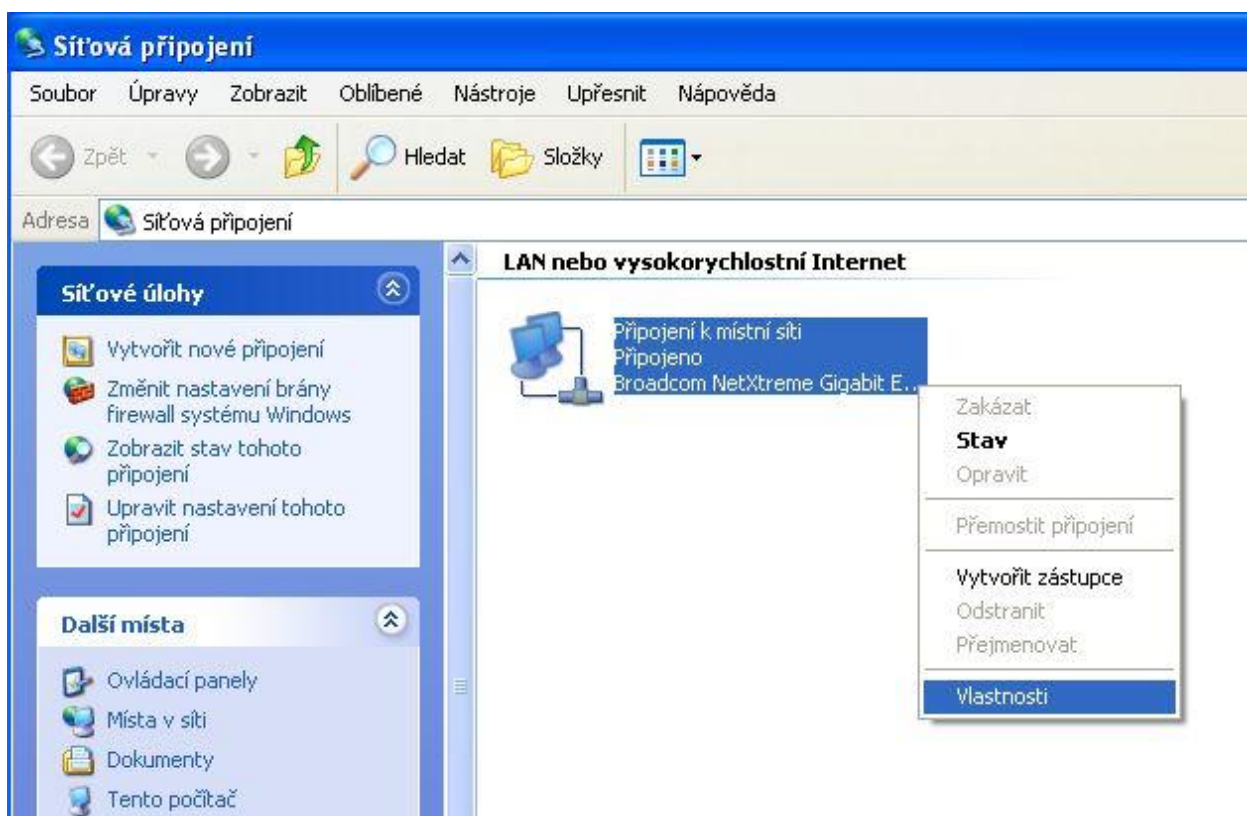 Síťová připojení
Soubor Úpravy Zobrazit Oblíbené Nástroje Upřesnit Nápověda
Zpět Hledat Složky
Adresa Síťová připojení
Síťové úlohy
Vytvořit nové připojení
Změnit nastavení brány
firewall systému Windows
Zobrazit stav tohoto
připojení
Upravit nastavení tohoto
připojení
Další místa
Ovládací panely
Místa v síti
Dokumenty
Tento počítač
LAN nebo vysokorychlostní Internet
Připojení k místní síti
Připojeno
Broadcom NetXtreme Gigabit E...
Zakázat
Stav
Opravit
Přemostit připojení
Vytvořit zástupce
Odstranit
Přejmenovat
Vlastnosti